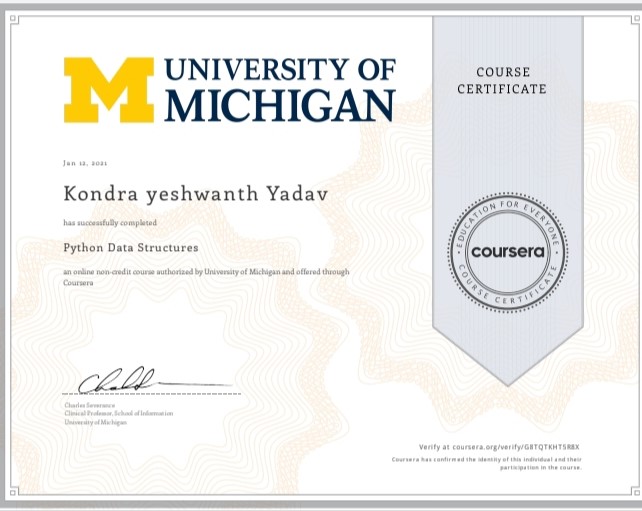 UNIVERSITY OF
MICHIGAN
COURSE
CERTIFICATE
Jan 12, 2021
Kondra yeshwanth Yadav
has successfully completed
Python Data Structures
an online non-credit course authorized by University of Michigan and offered through
Coursera
EDUCATION FOR EVERYONE
coursera
COURSE CERTIFICATE
Charles Severance
Clinical Professor, School of Information
University of Michigan
Verify at coursera.org/verify/G8TQTKHT5RBX
Coursera has confirmed the identity of this individual and their
participation in the course.